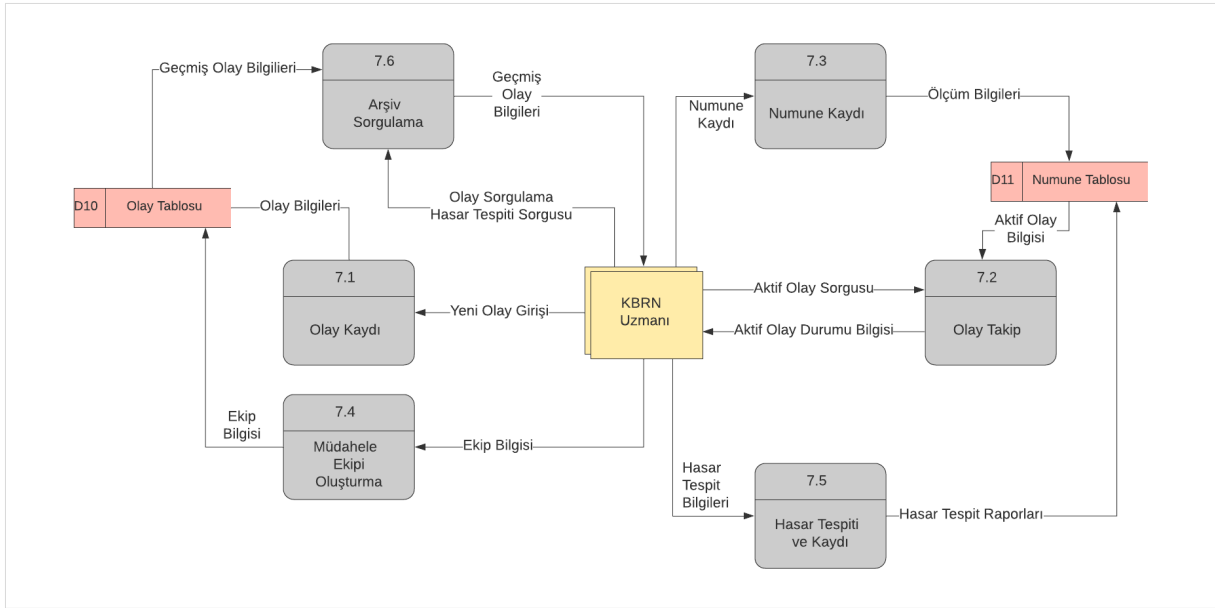 7.6
Arşiv
Sorgulama
Geçmiş Olay Bilgilieri
Geçmiş
Olay
Bilgileri
7.3
Numune Kaydı
Numune
Kaydı
Ölçüm Bilgileri
D10
Olay Tablosu
Olay Bilgileri
Olay Sorgulama
Hasar Tespiti Sorgusu
D11
Numune Tablosu
Aktif Olay
Bilgisi
7.1
Olay Kaydı
Yeni Olay Girişi
KBRN
Uzmanı
Aktif Olay Sorgusu
Aktif Olay Durumu Bilgisi
7.2
Olay Takip
Ekip
Bilgisi
7.4
Müdahele
Ekipi
Oluşturma
Ekip Bilgisi
Hasar
Tespit
Bilgileri
7.5
Hasar Tespiti
ve Kaydı
Hasar Tespit Raporları